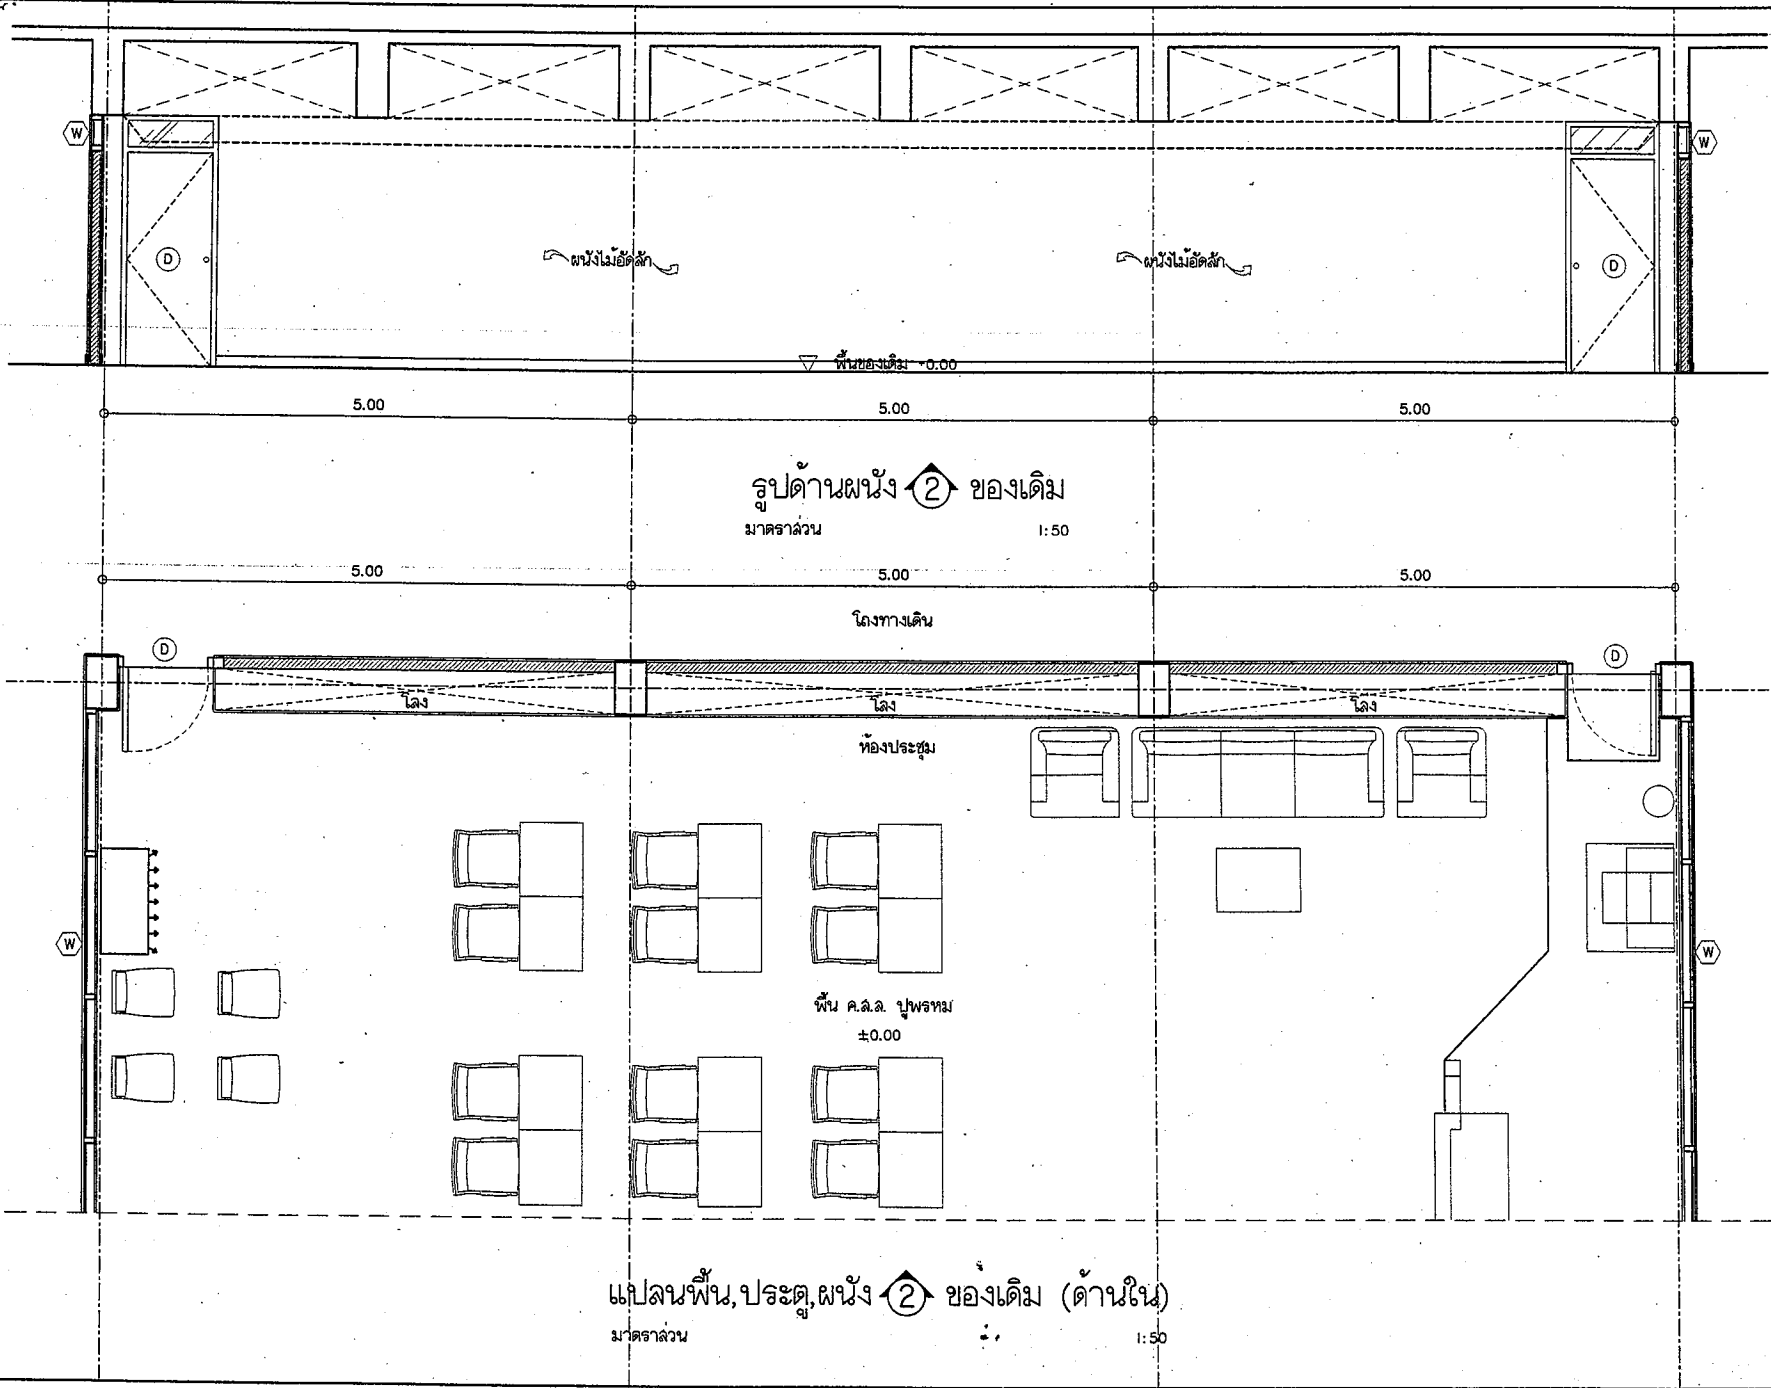 W
W
D
D
ผนังไม้อัดสัก
ผนังไม้อัดสัก
พื้นของเดิม +0.00
5.00
5.00
5.00
รูปด้านผนัง 2 ของเดิม
มาตราส่วน 1:50
5.00
5.00
5.00
โถงทางเดิน
D
D
โล่ง
โล่ง
โล่ง
ห้องประชุม
W
W
พื้น ค.ส.ล. ปูพรหม
±0.00
แปลนพื้น,ประตู,ผนัง 2 ของเดิม (ด้านใน)
มาตราส่วน 1:50